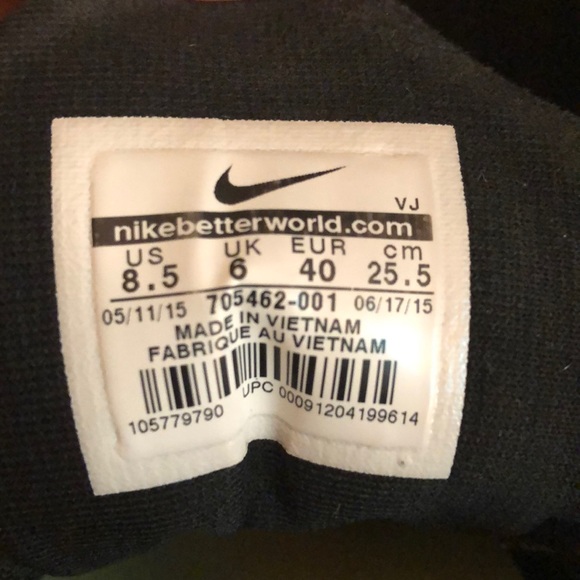 VJ
nikebetterworld.com
US UK EUR cm
8.5 6 40 25.5
05/11/15 705462-001 06/17/15
MADE IN VIETNAM
FABRIQUE AU VIETNAM
105779790 UPC 00091204199614